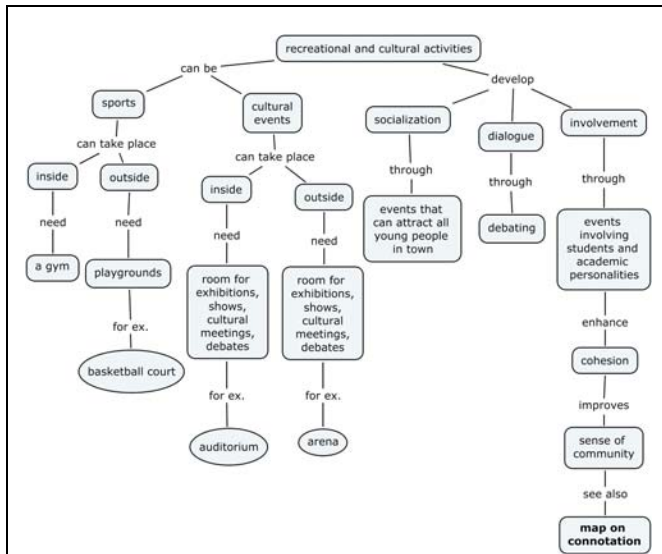 recreational and cultural activities
can be
develop
sports
cultural
events
socialization
dialogue
involvement
can take place
can take place
through
through
through
inside
outside
inside
outside
events that
can attract all
young people
in town
debating
events
involving
students and
academic
personalities
need
need
need
need
a gym
playgrounds
room for
exhibitions,
shows,
cultural
meetings,
debates
room for
exhibitions,
shows,
cultural
meetings,
debates
enhance
for ex.
cohesion
basketball court
for ex.
for ex.
improves
auditorium
arena
sense of
community
see also
map on
connotation